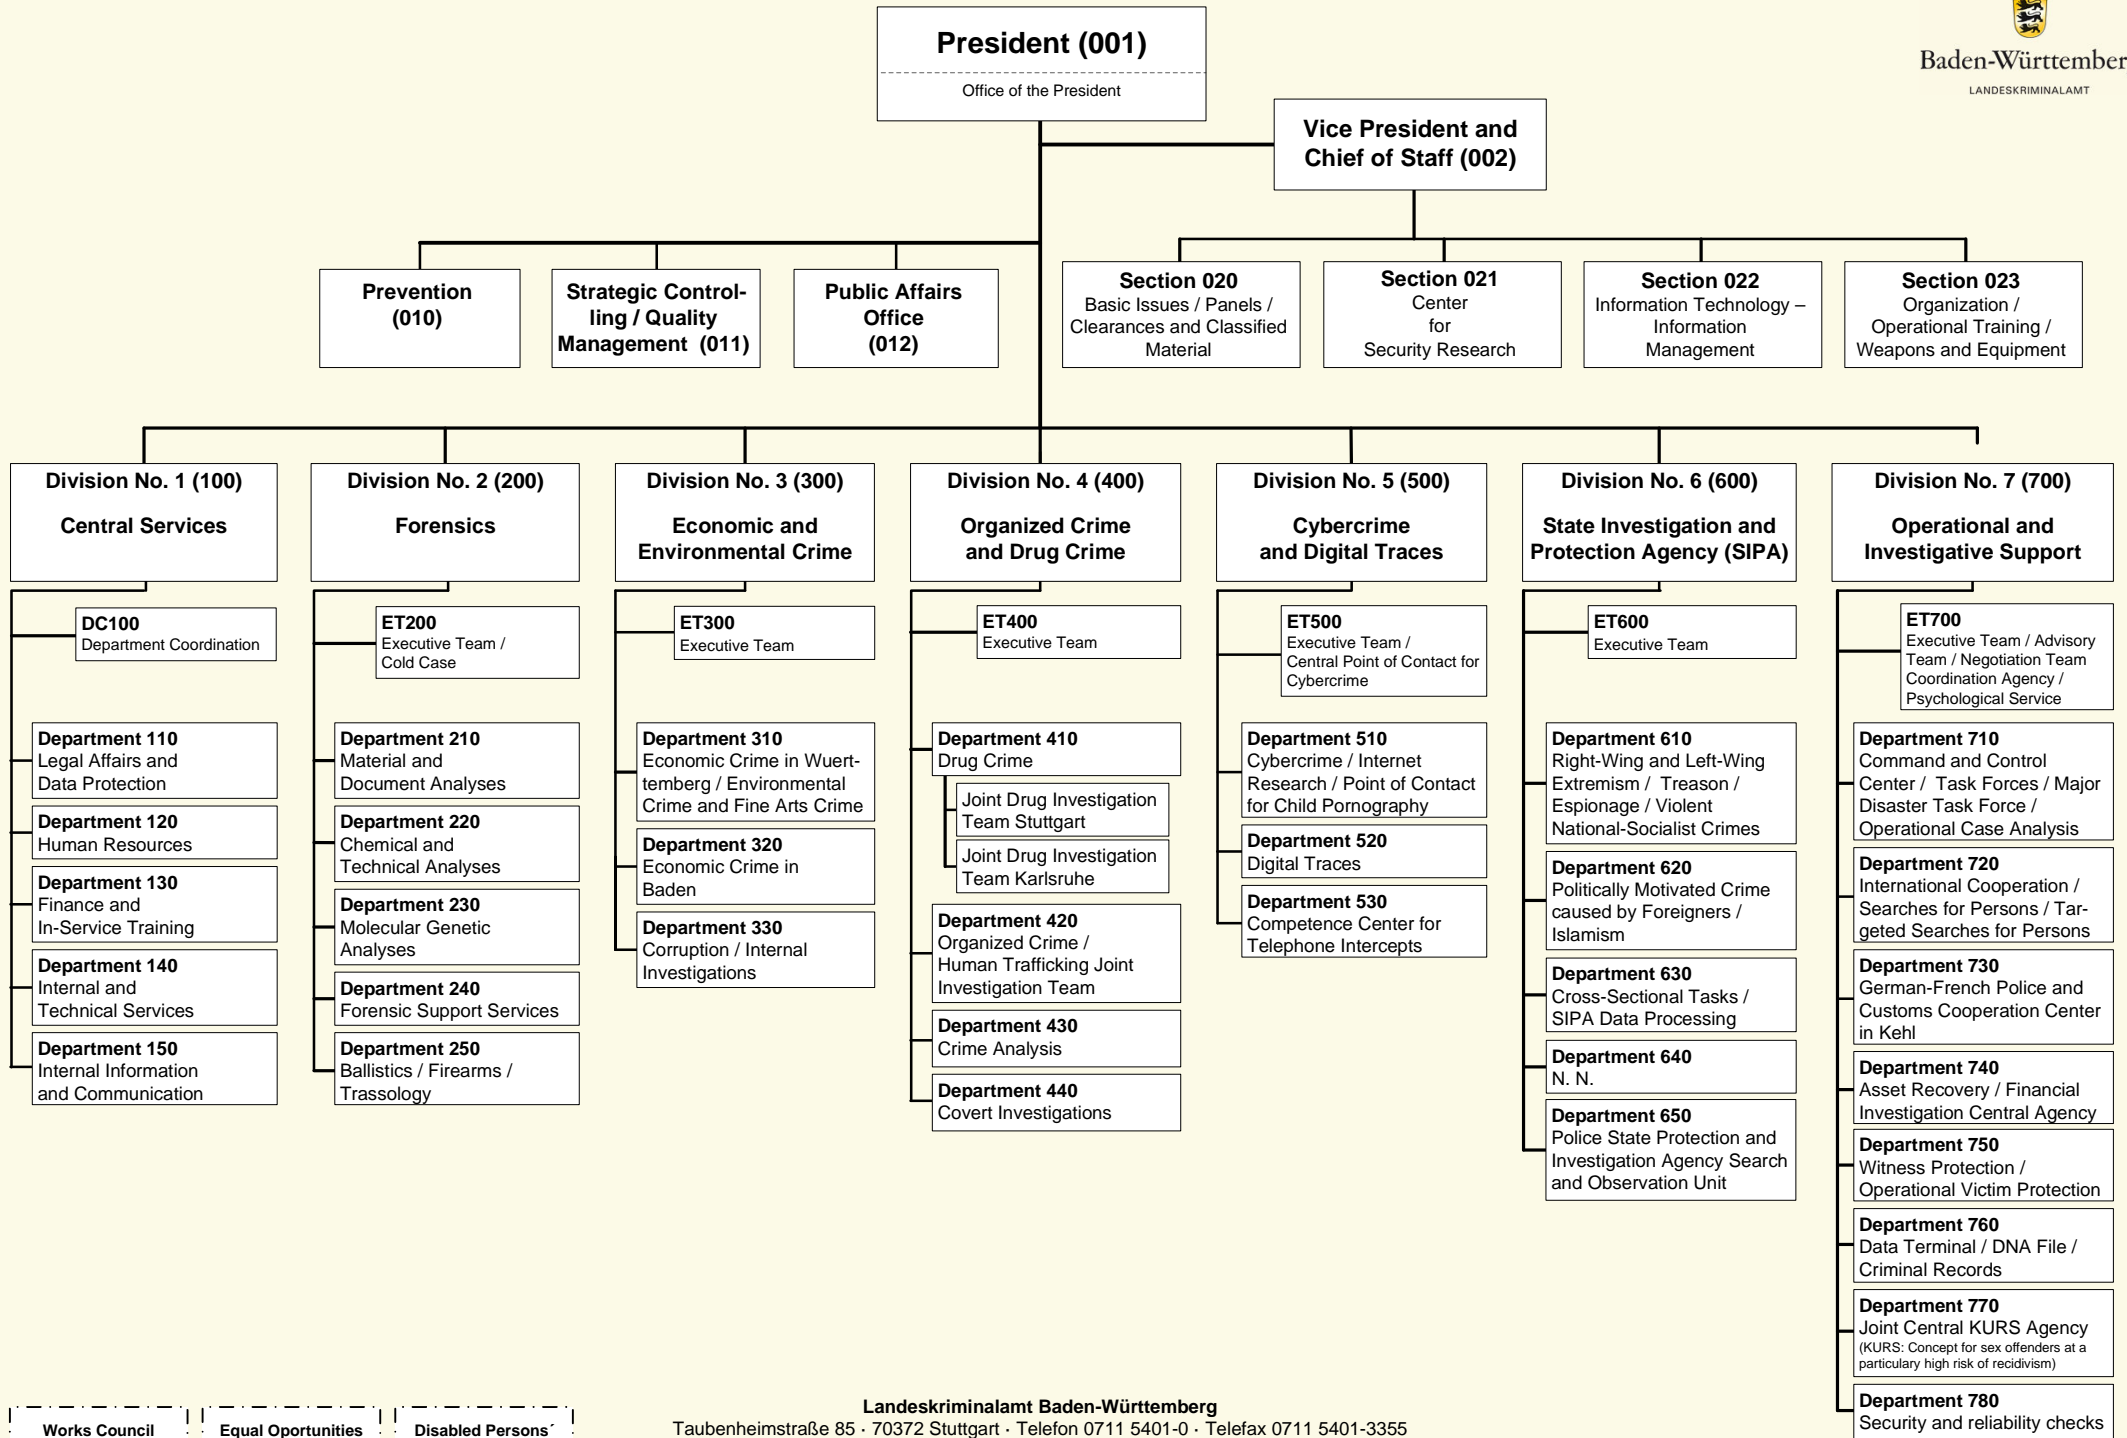 President (001)
Office of the President
Baden-Württember
LANDESKRIMINALAMT
Vice President and
Chief of Staff (002)
Prevention
(010)
Strategic Control-
ling / Quality
Management (011)
Public Affairs
Office
(012)
Section 020
Basic Issues / Panels /
Clearances and Classified
Material
Section 021
Center
for
Security Research
Section 022
Information Technology –
Information
Management
Section 023
Organization /
Operational Training /
Weapons and Equipment
Division No. 1 (100)
Central Services
DC100
Department Coordination
Department 110
Legal Affairs and
Data Protection
Department 120
Human Resources
Department 130
Finance and
In-Service Training
Department 140
Internal and
Technical Services
Department 150
Internal Information
and Communication
Division No. 2 (200)
Forensics
ET200
Executive Team /
Cold Case
Department 210
Material and
Document Analyses
Department 220
Chemical and
Technical Analyses
Department 230
Molecular Genetic
Analyses
Department 240
Forensic Support Services
Department 250
Ballistics / Firearms /
Trassology
Division No. 3 (300)
Economic and
Environmental Crime
ET300
Executive Team
Department 310
Economic Crime in Wuert-
temberg / Environmental
Crime and Fine Arts Crime
Department 320
Economic Crime in
Baden
Department 330
Corruption / Internal
Investigations
Division No. 4 (400)
Organized Crime
and Drug Crime
ET400
Executive Team
Department 410
Drug Crime
Joint Drug Investigation
Team Stuttgart
Joint Drug Investigation
Team Karlsruhe
Department 420
Organized Crime /
Human Trafficking Joint
Investigation Team
Department 430
Crime Analysis
Department 440
Covert Investigations
Division No. 5 (500)
Cybercrime
and Digital Traces
ET500
Executive Team /
Central Point of Contact for
Cybercrime
Department 510
Cybercrime / Internet
Research / Point of Contact
for Child Pornography
Department 520
Digital Traces
Department 530
Competence Center for
Telephone Intercepts
Division No. 6 (600)
State Investigation and
Protection Agency (SIPA)
ET600
Executive Team
Department 610
Right-Wing and Left-Wing
Extremism / Treason /
Espionage / Violent
National-Socialist Crimes
Department 620
Politically Motivated Crime
caused by Foreigners /
Islamism
Department 630
Cross-Sectional Tasks /
SIPA Data Processing
Department 640
N. N.
Department 650
Police State Protection and
Investigation Agency Search
and Observation Unit
Division No. 7 (700)
Operational and
Investigative Support
ET700
Executive Team / Advisory
Team / Negotiation Team
Coordination Agency /
Psychological Service
Department 710
Command and Control
Center / Task Forces / Major
Disaster Task Force /
Operational Case Analysis
Department 720
International Cooperation /
Searches for Persons / Tar-
geted Searches for Persons
Department 730
German-French Police and
Customs Cooperation Center
in Kehl
Department 740
Asset Recovery / Financial
Investigation Central Agency
Department 750
Witness Protection /
Operational Victim Protection
Department 760
Data Terminal / DNA File /
Criminal Records
Department 770
Joint Central KURS Agency
(KURS: Concept for sex offenders at a
particulary high risk of recidivism)
Department 780
Security and reliability checks
Works Council
Equal Oportunities
Disabled Persons´
Landeskriminalamt Baden-Württemberg
Taubenheimstraße 85 · 70372 Stuttgart · Telefon 0711 5401-0 · Telefax 0711 5401-3355